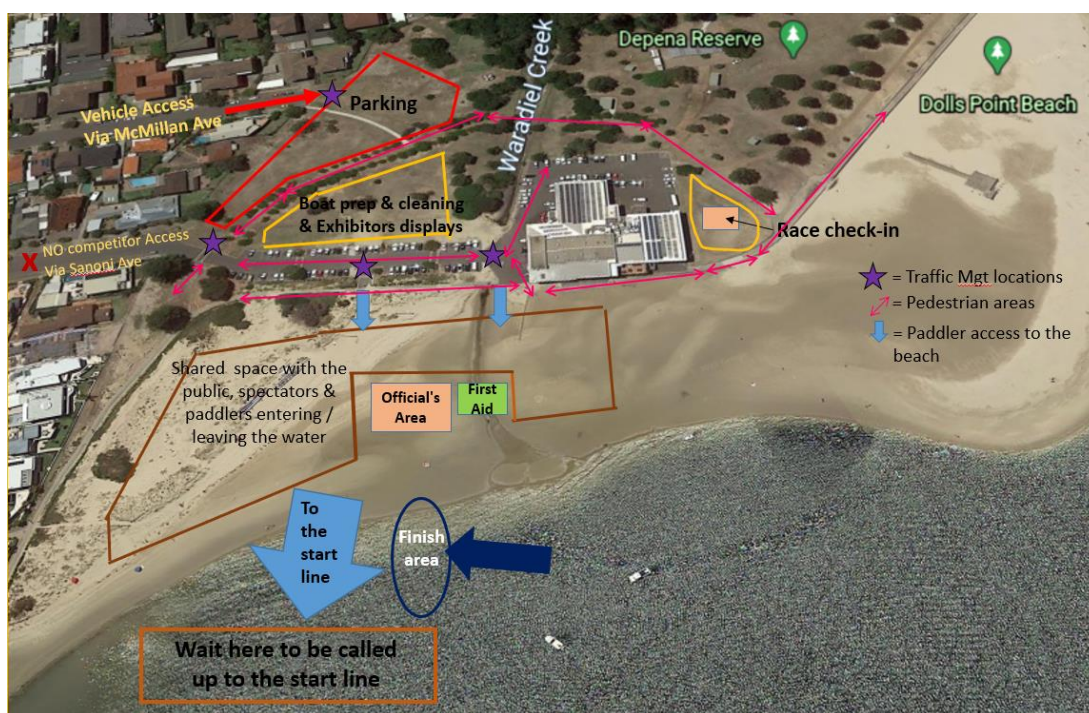 Depena Reserve
Dolls Point Beach
Waradiel Creek
Vehicle Access
Via McMillan Ave
Parking
Boat prep & cleaning
& Exhibitors displays
NO competitor Access
X Via Sanoni Ave
Race check-in
= Traffic Mgt locations
= Pedestrian areas
= Paddler access to the
beach
Shared space with the
public, spectators &
paddlers entering /
leaving the water
Official's
Area
First
Aid
To
the
start
line
Finish
area
Wait here to be called
up to the start line